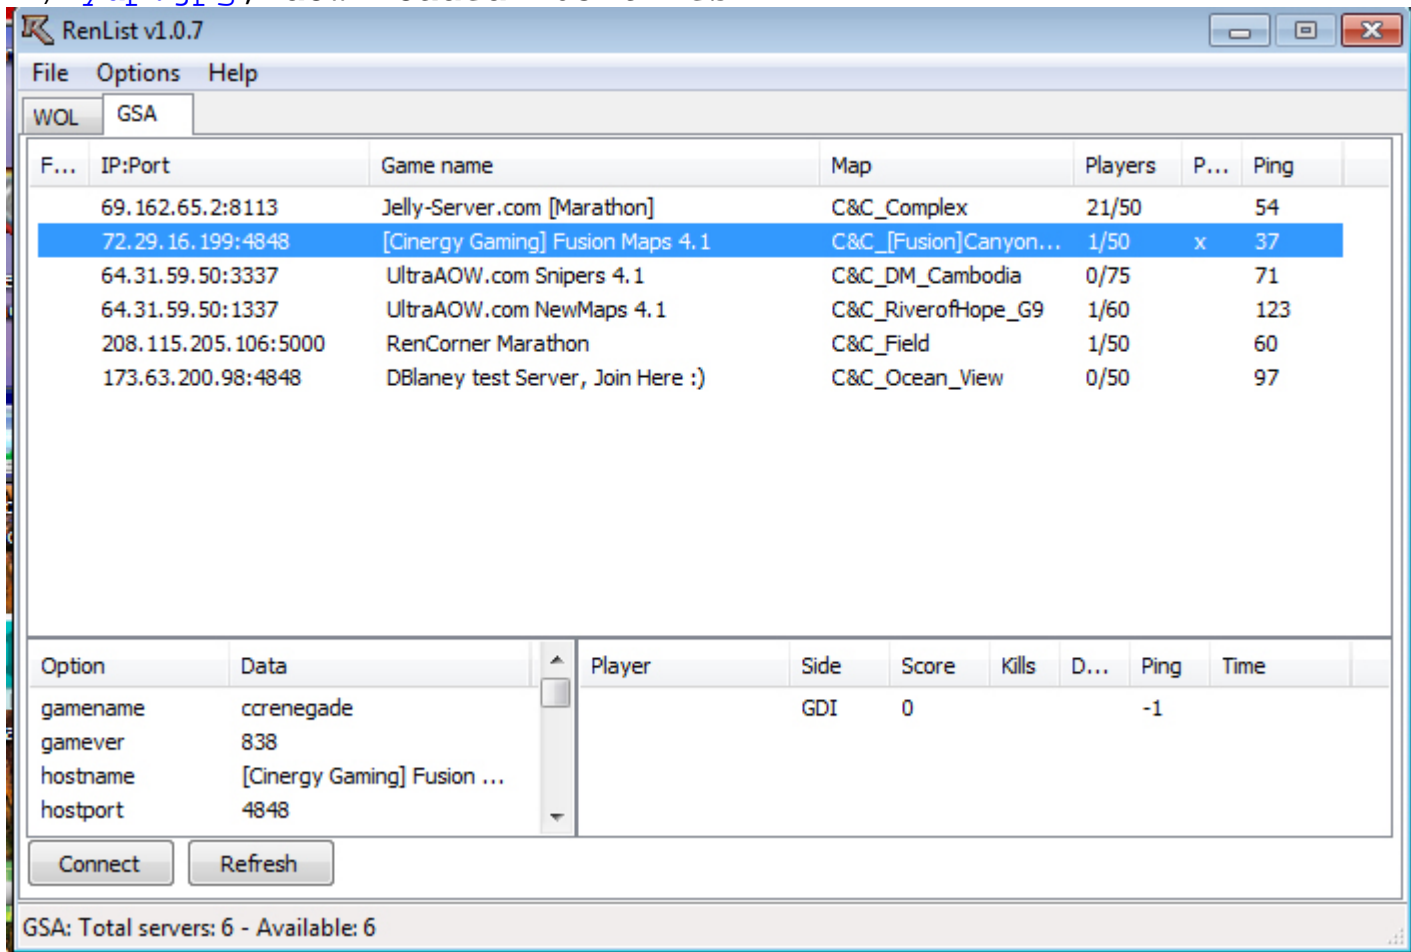 RenList v1.0.7
File Options Help
WOL GSA
F... IP:Port Game name Map Players P... Ping
69.162.65.2:8113 Jelly-Server.com [Marathon] C&C_Complex 21/50 54
72.29.16.199:4848 [Cinergy Gaming] Fusion Maps 4.1 C&C_[Fusion]Canyon... 1/50 x 37
64.31.59.50:3337 UltraAOW.com Snipers 4.1 C&C_DM_Cambodia 0/75 71
64.31.59.50:1337 UltraAOW.com NewMaps 4.1 C&C_RiverofHope_G9 1/60 123
208.115.205.106:5000 RenCorner Marathon C&C_Field 1/50 60
173.63.200.98:4848 DBlaney test Server, Join Here :) C&C_Ocean_View 0/50 97
Option Data Player Side Score Kills D... Ping Time
gamename ccrenegade GDI 0 -1
gamever 838
hostname [Cinergy Gaming] Fusion ...
hostport 4848
Connect Refresh
GSA: Total servers: 6 - Available: 6